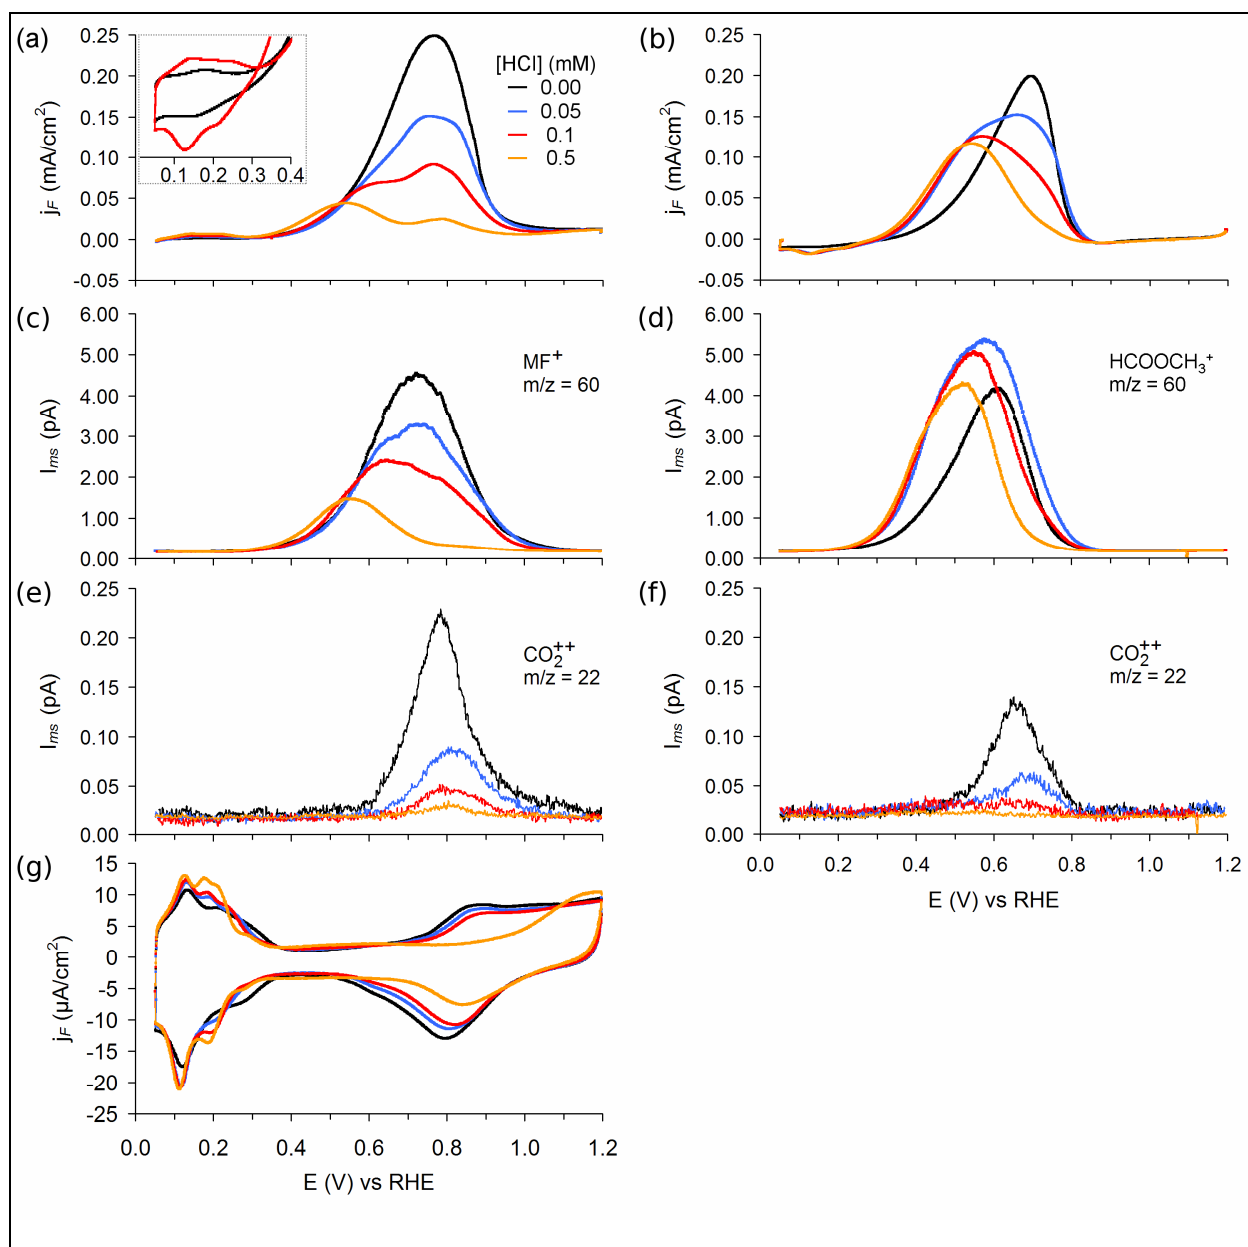 (a)
0.25
0.20
0.15
0.10
0.05
0.00
-0.05
j_F (mA/cm²)
0.1 0.2 0.3 0.4
[HCl] (mM)
0.00
0.05
0.1
0.5
(b)
0.25
0.20
0.15
0.10
0.05
0.00
-0.05
j_F (mA/cm²)
(c)
6.00
5.00
4.00
3.00
2.00
1.00
0.00
I_ms (pA)
MF⁺
m/z = 60
(d)
6.00
5.00
4.00
3.00
2.00
1.00
0.00
I_ms (pA)
HCOOCH₃⁺
m/z = 60
(e)
0.25
0.20
0.15
0.10
0.05
0.00
I_ms (pA)
CO₂⁺⁺
m/z = 22
(f)
0.25
0.20
0.15
0.10
0.05
0.00
I_ms (pA)
CO₂⁺⁺
m/z = 22
0.0 0.2 0.4 0.6 0.8 1.0 1.2
E (V) vs RHE
(g)
15
10
5
0
-5
-10
-15
-20
-25
j_F (µA/cm²)
0.0 0.2 0.4 0.6 0.8 1.0 1.2
E (V) vs RHE